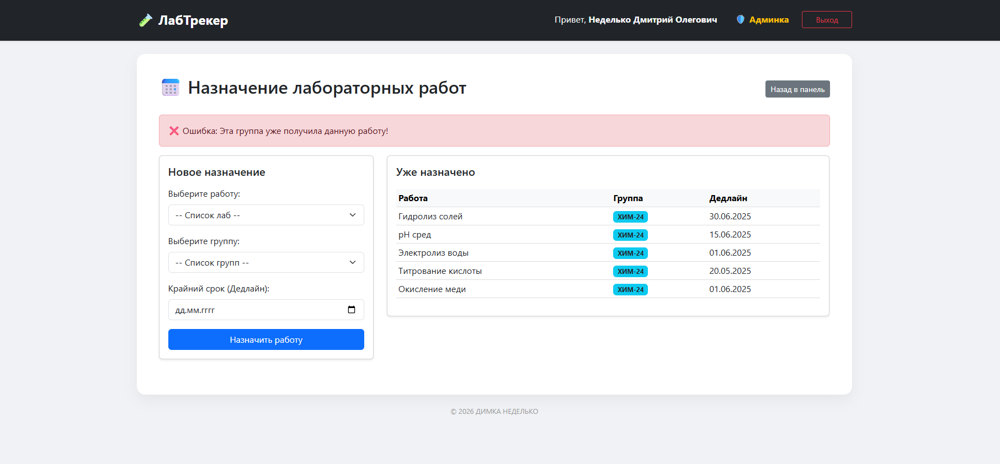 ЛабТрекер
Привет, Неделько Дмитрий Олегович
Админка
Выход
Назначение лабораторных работ
Назад в панель
Ошибка: Эта группа уже получила данную работу!
Новое назначение
Выберите работу:
-- Список лаб --
Выберите группу:
-- Список групп --
Крайний срок (Дедлайн):
дд.мм.гггг
Назначить работу
Уже назначено
Работа Группа Дедлайн
Гидролиз солей ХИМ-24 30.06.2025
pH сред ХИМ-24 15.06.2025
Электролиз воды ХИМ-24 01.06.2025
Титрование кислоты ХИМ-24 20.05.2025
Окисление меди ХИМ-24 01.06.2025
© 2026 ДИМКА НЕДЕЛЬКО